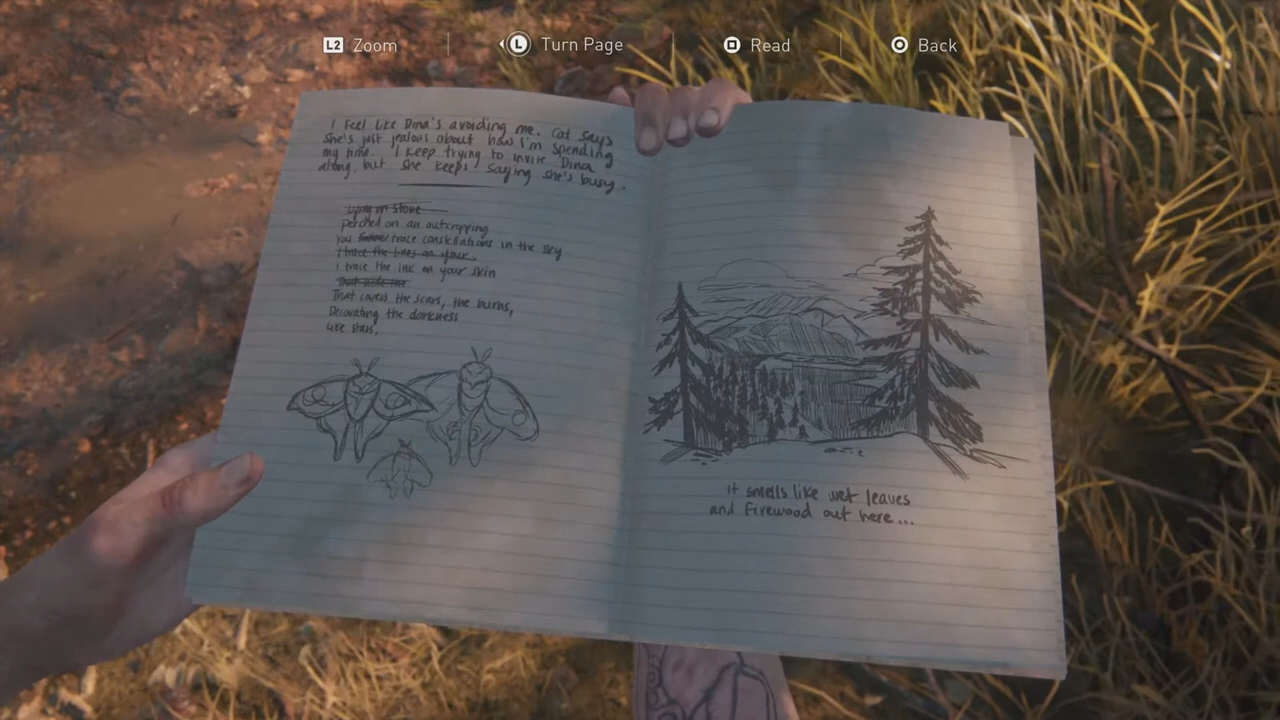 L2 Zoom
L Turn Page
Read
Back
I feel like Dina's avoiding me. Cat says
she's just jealous about how I'm spending
my time. I keep trying to invite Dina
along, but she keeps saying she's busy.
Lying on stone
perched on an outcropping
you trace constellations in the sky
I trace the lines on your
i trace the ink on your skin
That hide the
That covers the scars, the burns,
Decorating the darkness
Like stars.
It smells like wet leaves
and firewood out here...